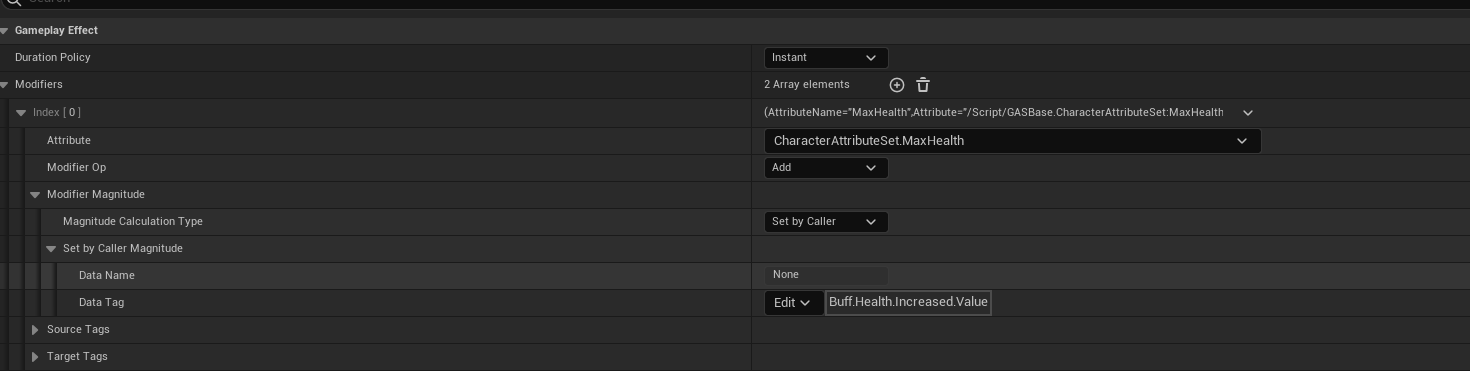 Search
Gameplay Effect
Duration Policy Instant
Modifiers 2 Array elements
Index [ 0 ] (AttributeName="MaxHealth",Attribute="/Script/GASBase.CharacterAttributeSet:MaxHealth
Attribute CharacterAttributeSet.MaxHealth
Modifier Op Add
Modifier Magnitude
Magnitude Calculation Type Set by Caller
Set by Caller Magnitude
Data Name None
Data Tag Edit Buff.Health.Increased.Value
Source Tags
Target Tags